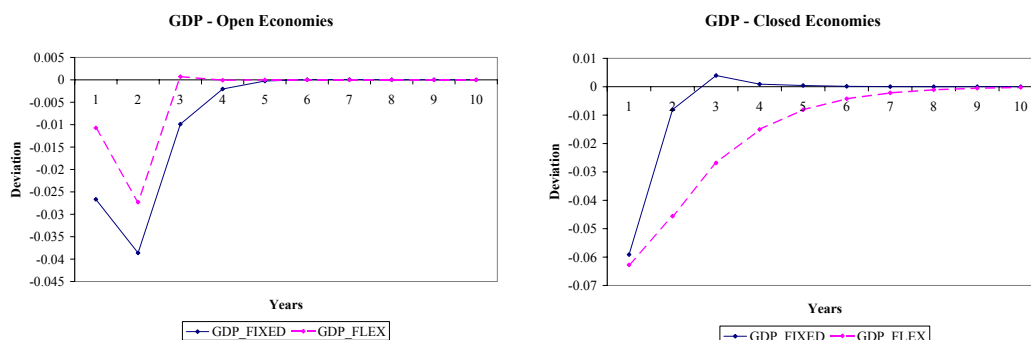 GDP - Open Economies
0.005
0
-0.005
-0.01
-0.015
-0.02
-0.025
-0.03
-0.035
-0.04
-0.045
1 2 3 4 5 6 7 8 9 10
Deviation
Years
GDP_FIXED GDP_FLEX
GDP - Closed Economies
0.01
0
-0.01
-0.02
-0.03
-0.04
-0.05
-0.06
-0.07
1 2 3 4 5 6 7 8 9 10
Deviation
Years
GDP_FIXED GDP_FLEX